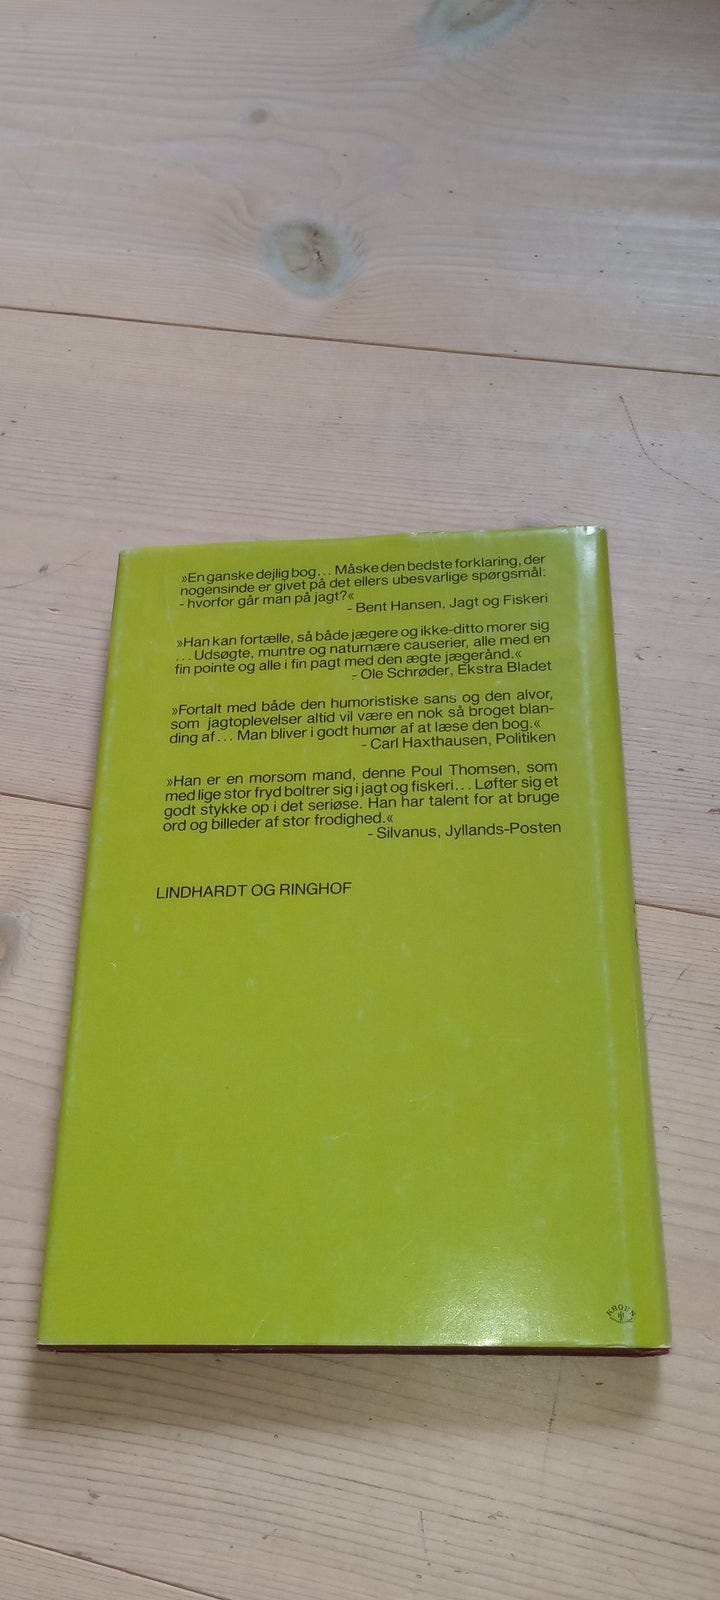 »En ganske dejlig bog... Måske den bedste forklaring, der
nogensinde er givet på det ellers ubesvarlige spørgsmål:
- hvorfor går man på jagt?«
- Bent Hansen, Jagt og Fiskeri
»Han kan fortælle, så både jægere og ikke-ditto morer sig
... Udsøgte, muntre og naturnære causerier, alle med en
fin pointe og alle i fin pagt med den ægte jægerånd.«
- Ole Schrøder, Ekstra Bladet
»Fortalt med både den humoristiske sans og den alvor,
som jagtoplevelser altid vil være en nok så broget blan-
ding af... Man bliver i godt humør af at læse den bog.«
- Carl Haxthausen, Politiken
»Han er en morsom mand, denne Poul Thomsen, som
med lige stor fryd boltrer sig i jagt og fiskeri... Løfter sig et
godt stykke op i det seriøse. Han har talent for at bruge
ord og billeder af stor frodighed.«
- Silvanus, Jyllands-Posten
LINDHARDT OG RINGHOF